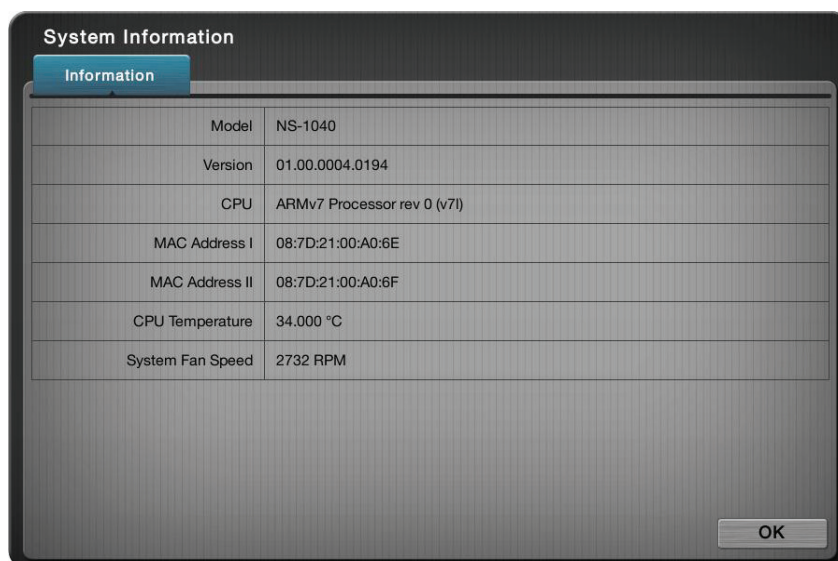 System Information
Information
Model NS-1040
Version 01.00.0004.0194
CPU ARMv7 Processor rev 0 (v7l)
MAC Address I 08:7D:21:00:A0:6E
MAC Address II 08:7D:21:00:A0:6F
CPU Temperature 34.000 °C
System Fan Speed 2732 RPM
OK